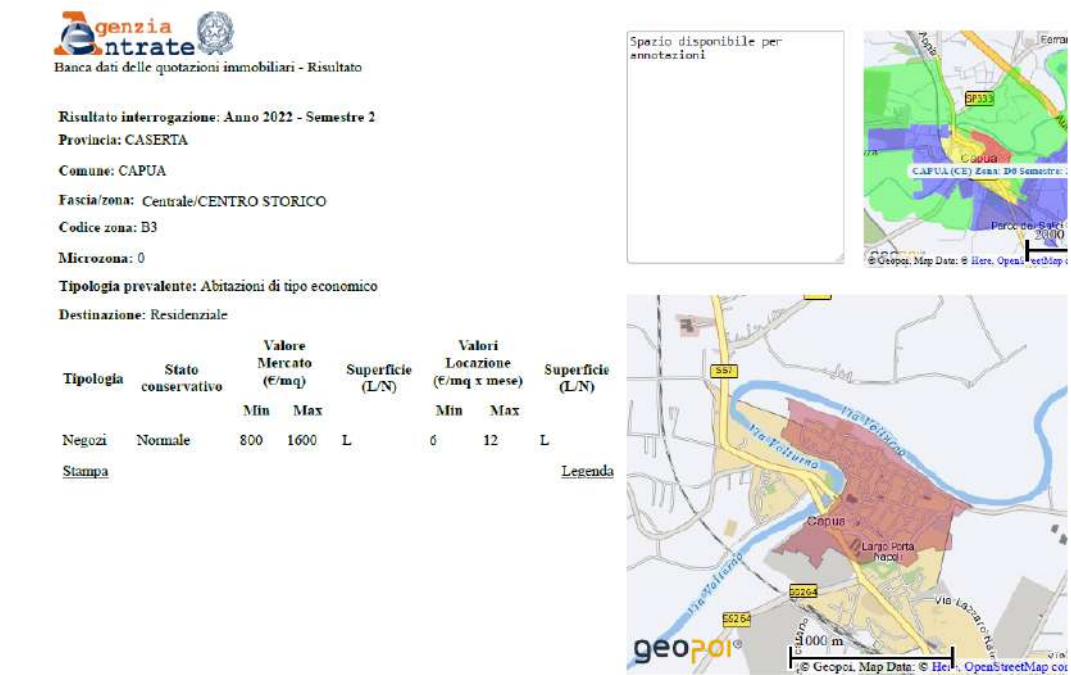 Agenzia
Entrate
Banca dati delle quotazioni immobiliari - Risultato
Risultato interrogazione: Anno 2022 - Semestre 2
Provincia: CASERTA
Comune: CAPUA
Fascia/zona: Centrale/CENTRO STORICO
Codice zona: B3
Microzona: 0
Tipologia prevalente: Abitazioni di tipo economico
Destinazione: Residenziale
Tipologia Stato conservativo Valore Mercato (€/mq) Superficie (L/N) Valori Locazione (€/mq x mese) Superficie (L/N)
Min Max Min Max
Negozi Normale 800 1600 L 6 12 L
Stampa Legenda
Spazio disponibile per
annotazioni
SP333
Capua
CAPUA (CE) Zona: D6 Semestre:
2000
© Geopoi, Map Data: © Here, OpenStreetMap
SS7
Via Volturno
Via Volturno
Capua
Largo Porta
Napoli
Via Volturno
SS264
SS264
Via Lazzaro
geopoi®
1000 m
© Geopoi, Map Data: © Here, OpenStreetMap